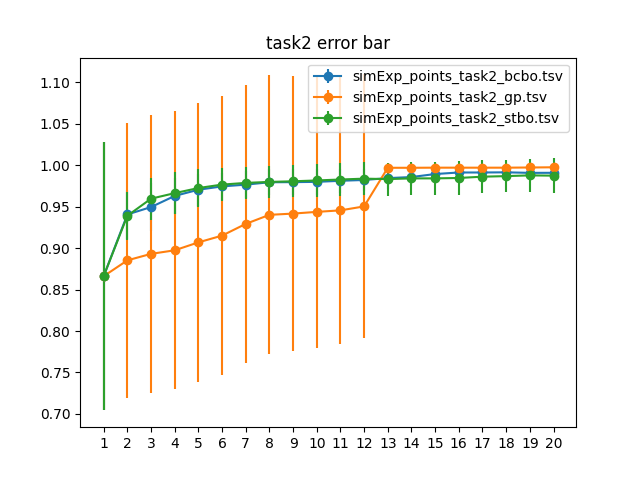 task2 error bar
simExp_points_task2_bcbo.tsv
simExp_points_task2_gp.tsv
simExp_points_task2_stbo.tsv
1.10
1.05
1.00
0.95
0.90
0.85
0.80
0.75
0.70
1 2 3 4 5 6 7 8 9 10 11 12 13 14 15 16 17 18 19 20